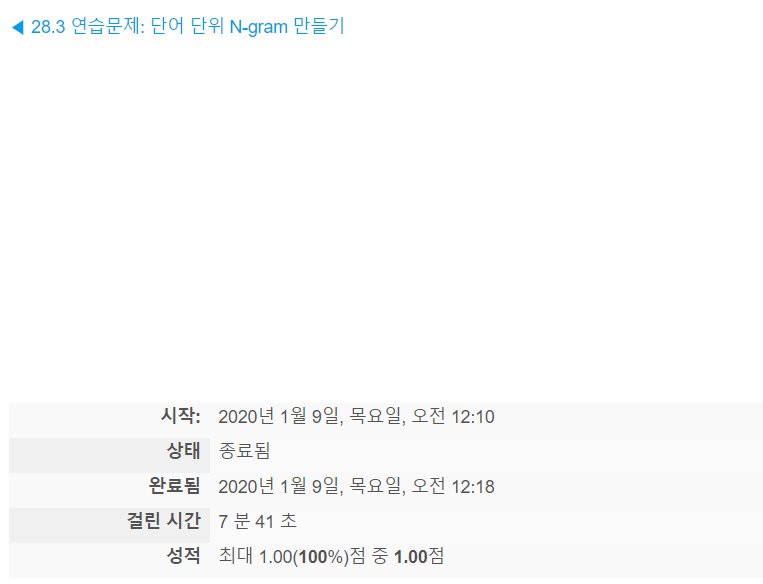 ◀ 28.3 연습문제: 단어 단위 N-gram 만들기
시작: 2020년 1월 9일, 목요일, 오전 12:10
상태 종료됨
완료됨 2020년 1월 9일, 목요일, 오전 12:18
걸린 시간 7 분 41 초
성적 최대 1.00(100%)점 중 1.00점